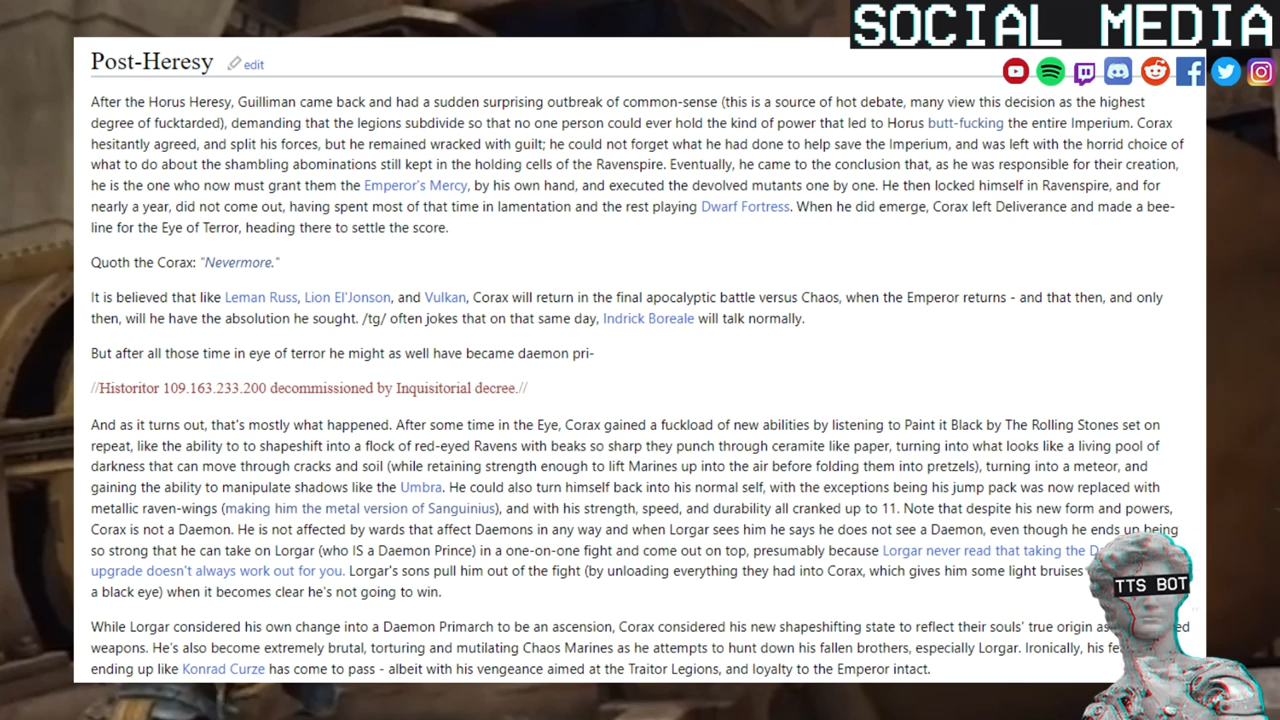 SOCIAL MEDIA
Post-Heresy edit
After the Horus Heresy, Guilliman came back and had a sudden surprising outbreak of common-sense (this is a source of hot debate, many view this decision as the highest
degree of fucktarded), demanding that the legions subdivide so that no one person could ever hold the kind of power that led to Horus butt-fucking the entire Imperium. Corax
hesitantly agreed, and split his forces, but he remained wracked with guilt; he could not forget what he had done to help save the Imperium, and was left with the horrid choice of
what to do about the shambling abominations still kept in the holding cells of the Ravenspire. Eventually, he came to the conclusion that, as he was responsible for their creation,
he is the one who now must grant them the Emperor's Mercy, by his own hand, and executed the devolved mutants one by one. He then locked himself in Ravenspire, and for
nearly a year, did not come out, having spent most of that time in lamentation and the rest playing Dwarf Fortress. When he did emerge, Corax left Deliverance and made a bee-
line for the Eye of Terror, heading there to settle the score.
Quoth the Corax: "Nevermore."
It is believed that like Leman Russ, Lion El'Jonson, and Vulkan, Corax will return in the final apocalyptic battle versus Chaos, when the Emperor returns - and that then, and only
then, will he have the absolution he sought. /tg/ often jokes that on that same day, Indrick Boreale will talk normally.
But after all those time in eye of terror he might as well have became daemon pri-
//Historitor 109.163.233.200 decommissioned by Inquisitorial decree.//
And as it turns out, that's mostly what happened. After some time in the Eye, Corax gained a fuckload of new abilities by listening to Paint it Black by The Rolling Stones set on
repeat, like the ability to to shapeshift into a flock of red-eyed Ravens with beaks so sharp they punch through ceramite like paper, turning into what looks like a living pool of
darkness that can move through cracks and soil (while retaining strength enough to lift Marines up into the air before folding them into pretzels), turning into a meteor, and
gaining the ability to manipulate shadows like the Umbra. He could also turn himself back into his normal self, with the exceptions being his jump pack was now replaced with
metallic raven-wings (making him the metal version of Sanguinius), and with his strength, speed, and durability all cranked up to 11. Note that despite his new form and powers,
Corax is not a Daemon. He is not affected by wards that affect Daemons in any way and when Lorgar sees him he says he does not see a Daemon, even though he ends up being
so strong that he can take on Lorgar (who IS a Daemon Prince) in a one-on-one fight and come out on top, presumably because Lorgar never read that taking the
upgrade doesn't always work out for you. Lorgar's sons pull him out of the fight (by unloading everything they had into Corax, which gives him some light bruises
a black eye) when it becomes clear he's not going to win.
TTS BOT
While Lorgar considered his own change into a Daemon Primarch to be an ascension, Corax considered his new shapeshifting state to reflect their souls' true origin
weapons. He's also become extremely brutal, torturing and mutilating Chaos Marines as he attempts to hunt down his fallen brothers, especially Lorgar. Ironically, his
ending up like Konrad Curze has come to pass - albeit with his vengeance aimed at the Traitor Legions, and loyalty to the Emperor intact.